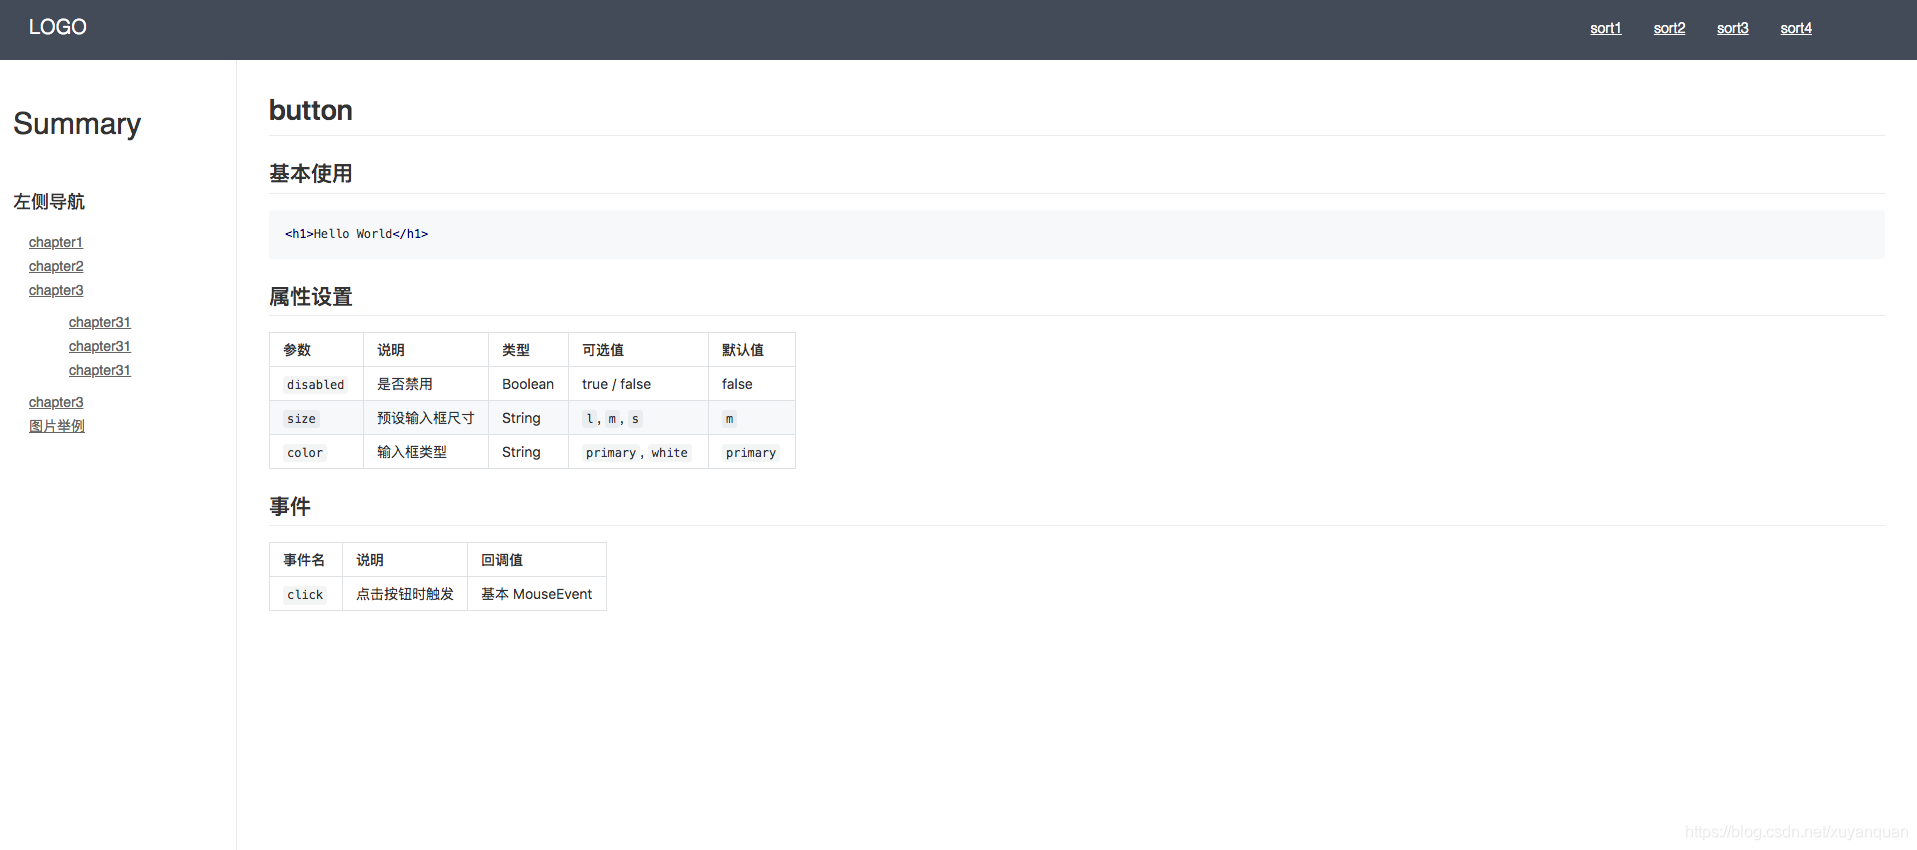 LOGO
sort1 sort2 sort3 sort4
Summary
左侧导航
chapter1
chapter2
chapter3
chapter31
chapter31
chapter31
chapter3
图片举例
button
基本使用
<h1>Hello World</h1>
属性设置
参数 说明 类型 可选值 默认值
disabled 是否禁用 Boolean true / false false
size 预设输入框尺寸 String l, m, s m
color 输入框类型 String primary, white primary
事件
事件名 说明 回调值
click 点击按钮时触发 基本 MouseEvent
https://blog.csdn.net/xuyanquan